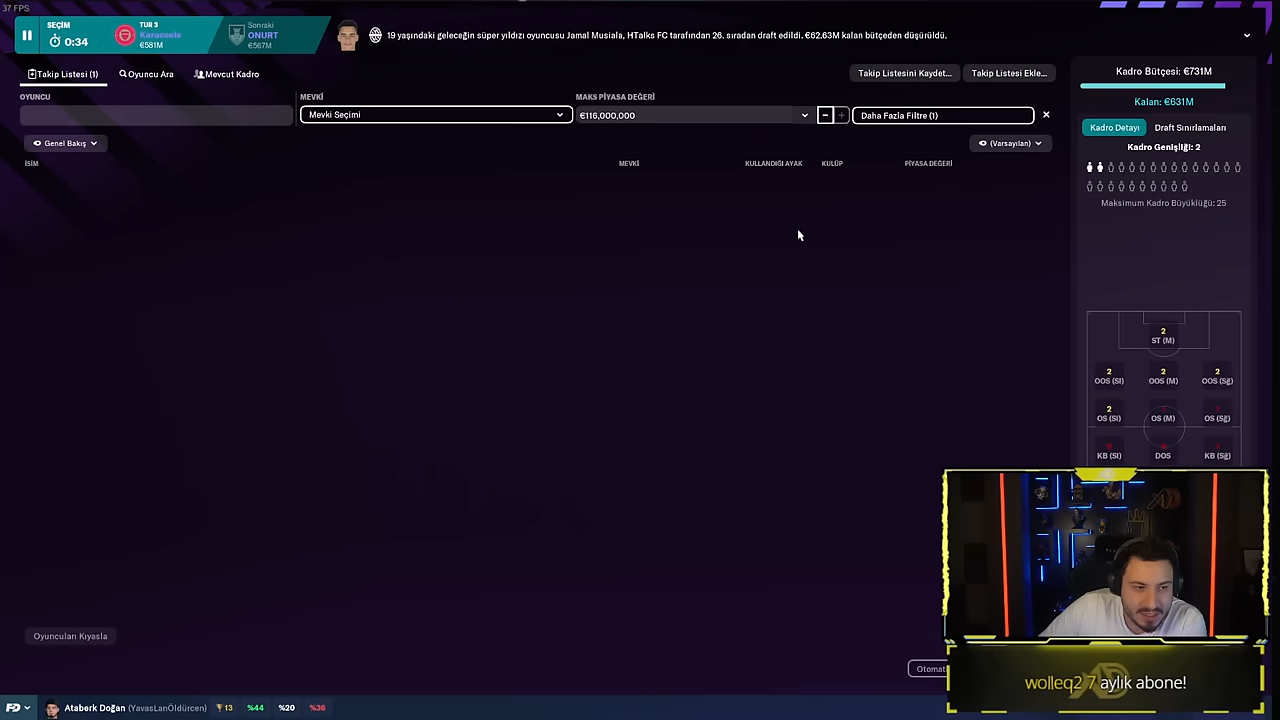 37 FPS
SEÇİM
0:34
TUR 3
Karacoels
€581M
Sonraki
ONURT
€567M
19 yaşındaki geleceğin süper yıldızı oyuncusu Jamal Musiala, HTalks FC tarafından 26. sıradan draft edildi. €62.63M kalan bütçeden düşürüldü.
Takip Listesi (1)
Oyuncu Ara
Mevcut Kadro
Takip Listesini Kaydet...
Takip Listesi Ekle...
OYUNCU
MEVKİ
MAKS PİYASA DEĞERİ
Mevki Seçimi
€116,000,000
Daha Fazla Filtre (1)
Genel Bakış
(Varsayılan)
İSİM
MEVKİ
KULLANDIĞI AYAK
KULÜP
PİYASA DEĞERİ
Kadro Bütçesi: €731M
Kalan: €631M
Kadro Detayı
Draft Sınırlamaları
Kadro Genişliği: 2
Maksimum Kadro Büyüklüğü: 25
2
ST (M)
2
OOS (Sl)
2
OOS (M)
2
OOS (Sğ)
2
OS (Sl)
OS (M)
OS (Sğ)
KB (Sl)
DOS
KB (Sğ)
Oyuncuları Kıyasla
Otomat
wolleq2 7 aylık abone!
FD
Ataberk Doğan (YavasLanÖldürcen)
13
%44
%20
%36